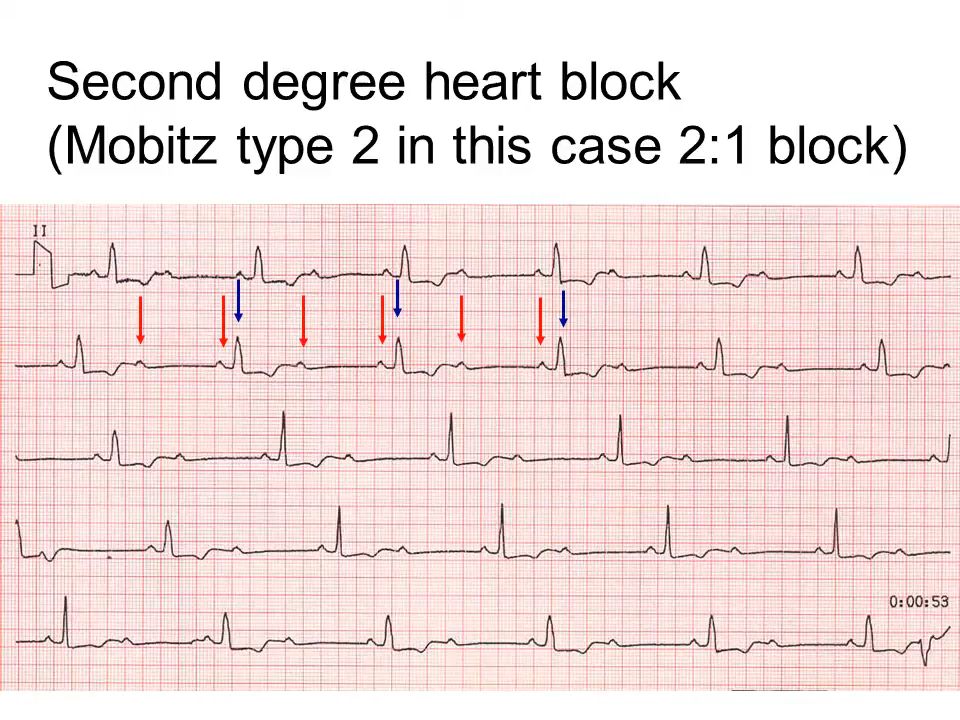 Second degree heart block
(Mobitz type 2 in this case 2:1 block)
II
0:00:53